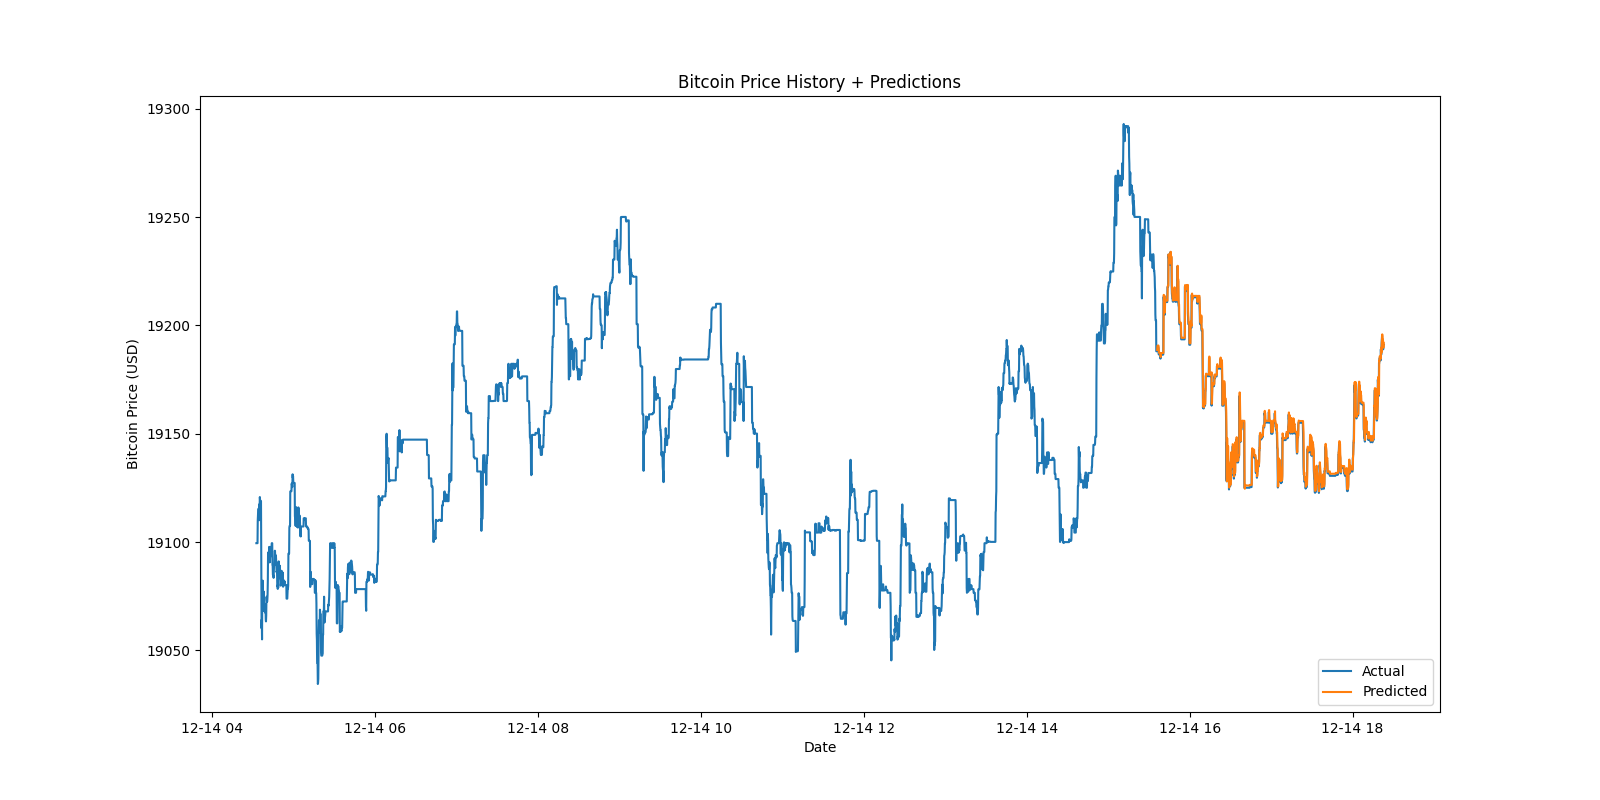 Bitcoin Price History + Predictions
Bitcoin Price (USD)
19300
19250
19200
19150
19100
19050
12-14 04
12-14 06
12-14 08
12-14 10
12-14 12
12-14 14
12-14 16
12-14 18
Date
Actual
Predicted